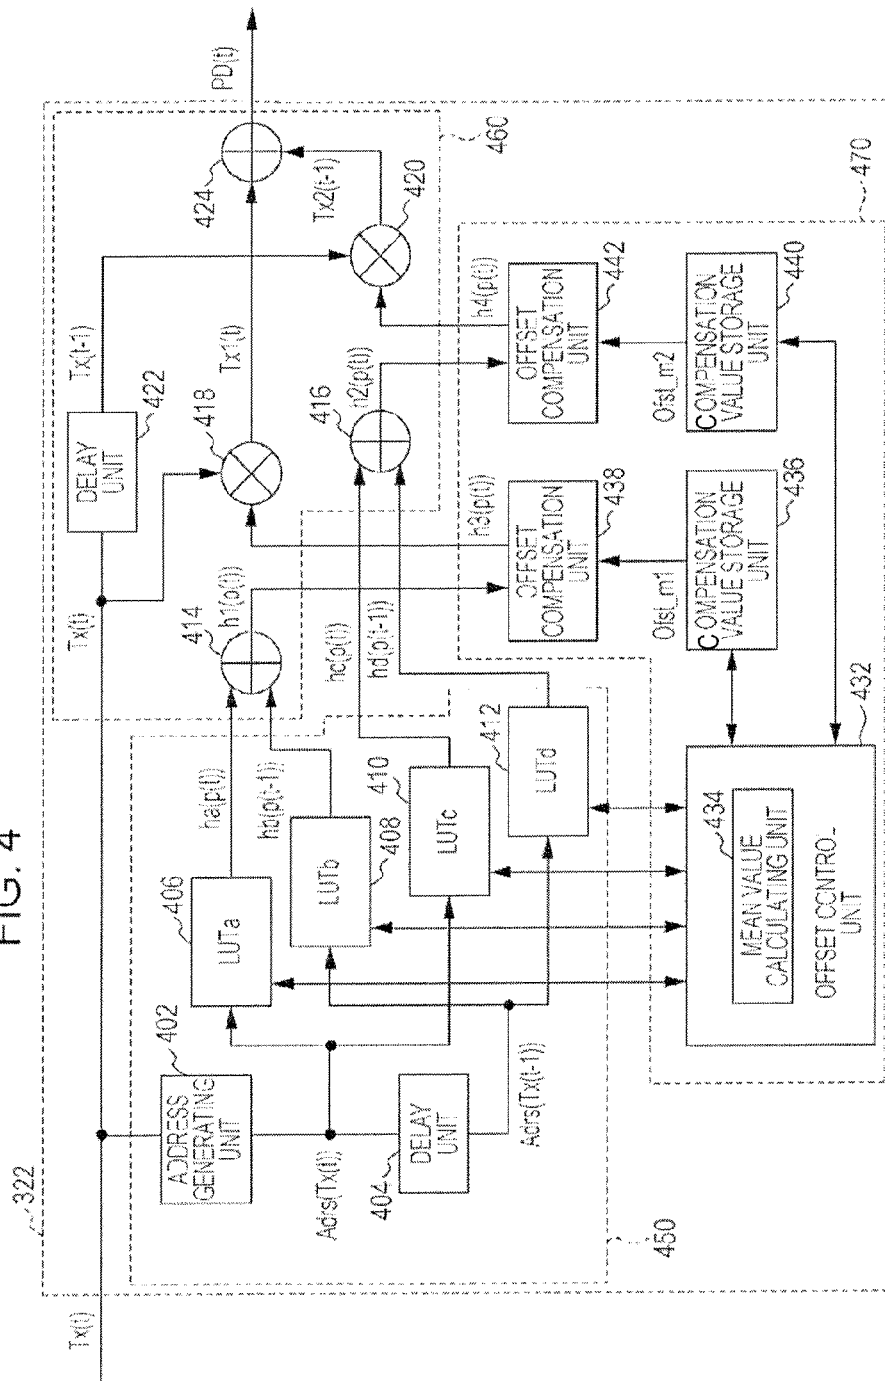 FIG. 4
322
Tx(t)
Tx(t)
DELAY
UNIT
422
Tx(t-1)
PD(t)
424
ADDRESS
GENERATING
UNIT
402
Adrs(Tx(t))
DELAY
UNIT
404
Adrs(Tx(t-1))
450
LUTa
406
ha(p(t))
LUTb
408
hb(p(t-1))
LUTc
410
hc(p(t))
LUTd
412
hd(p(t-1))
414
h1(p(t))
416
h2(p(t))
418
Tx1(t)
420
Tx2(t-1)
460
h3(p(t))
OFFSET
COMPENSATION
UNIT
438
h4(p(t))
OFFSET
COMPENSATION
UNIT
442
Ofst_m1
COMPENSATION
VALUE STORAGE
UNIT
436
Ofst_m2
COMPENSATION
VALUE STORAGE
UNIT
440
434
MEAN VALUE
CALCULATING UNIT
OFFSET CONTROL
UNIT
432
470